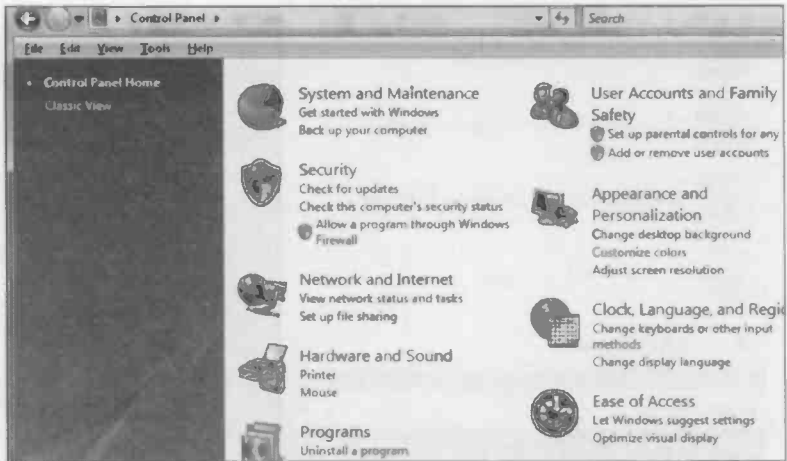 Control Panel
Search
File Edit View Tools Help
Control Panel Home
Classic View
System and Maintenance
Get started with Windows
Back up your computer
Security
Check for updates
Check this computer's security status
Allow a program through Windows
Firewall
Network and Internet
View network status and tasks
Set up file sharing
Hardware and Sound
Printer
Mouse
Programs
Uninstall a program
User Accounts and Family
Safety
Set up parental controls for any
Add or remove user accounts
Appearance and
Personalization
Change desktop background
Customize colors
Adjust screen resolution
Clock, Language, and Regi
Change keyboards or other input
methods
Change display language
Ease of Access
Let Windows suggest settings
Optimize visual display